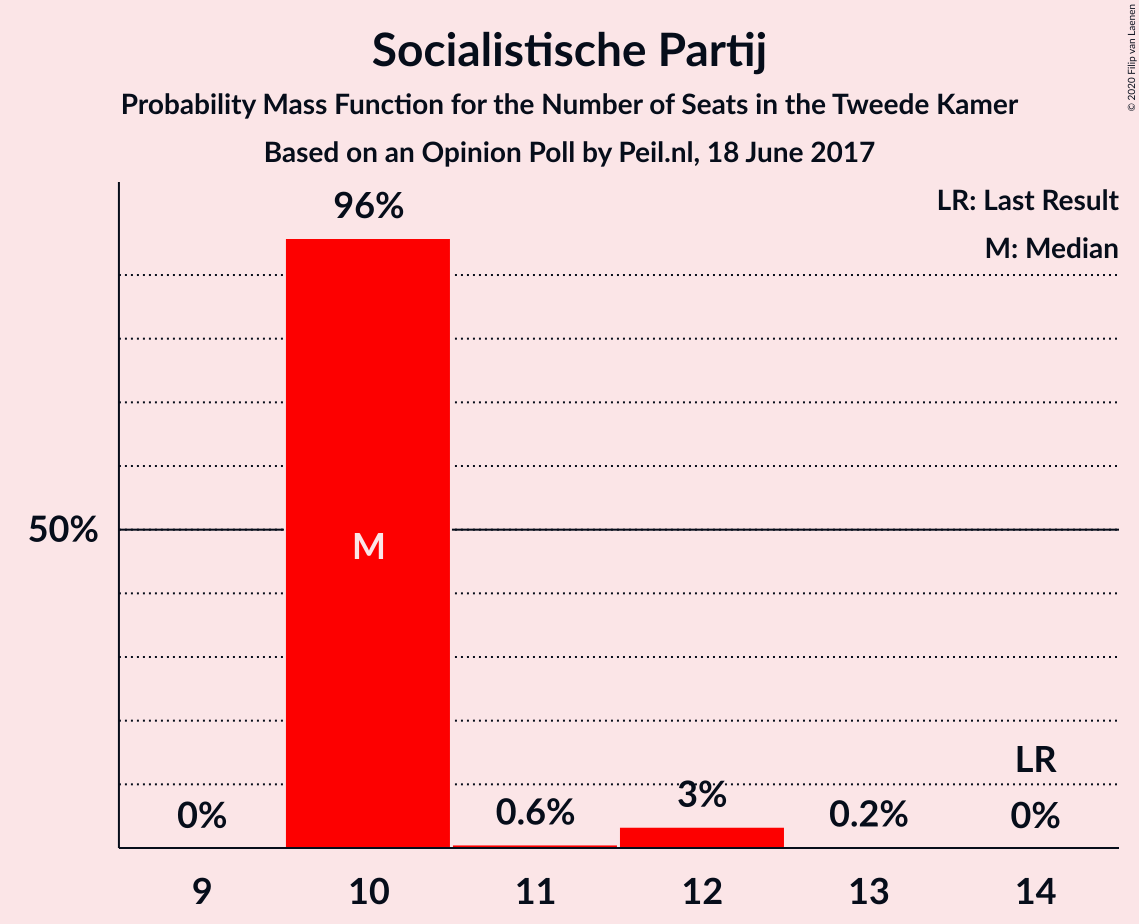 Socialistische Partij
Probability Mass Function for the Number of Seats in the Tweede Kamer
Based on an Opinion Poll by Peil.nl, 18 June 2017
© 2020 Filip van Laenen
LR: Last Result
M: Median
96%
50%
M
LR
0%
0.6%
3%
0.2%
0%
9
10
11
12
13
14